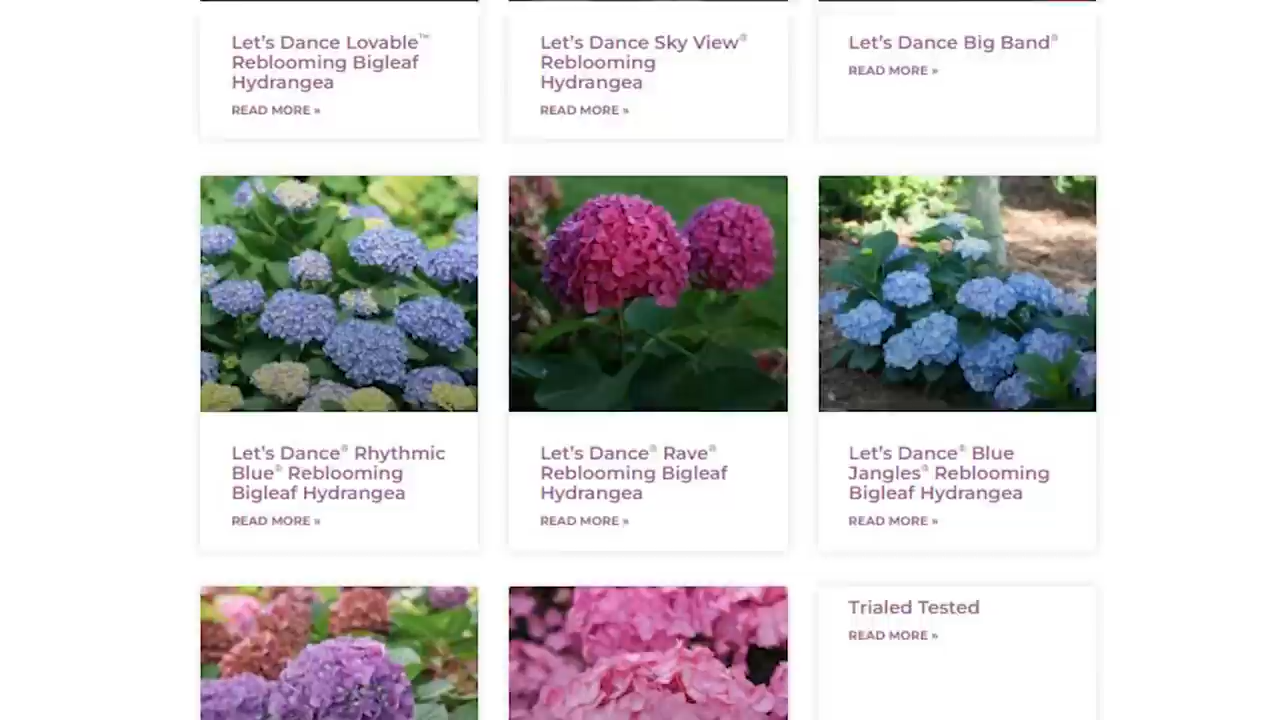 Let’s Dance Lovable™
Reblooming Bigleaf
Hydrangea
READ MORE »
Let’s Dance Sky View®
Reblooming
Hydrangea
READ MORE »
Let’s Dance Big Band®
READ MORE »
Let’s Dance® Rhythmic
Blue® Reblooming
Bigleaf Hydrangea
READ MORE »
Let’s Dance® Rave®
Reblooming Bigleaf
Hydrangea
READ MORE »
Let’s Dance® Blue
Jangles® Reblooming
Bigleaf Hydrangea
READ MORE »
Trialed Tested
READ MORE »